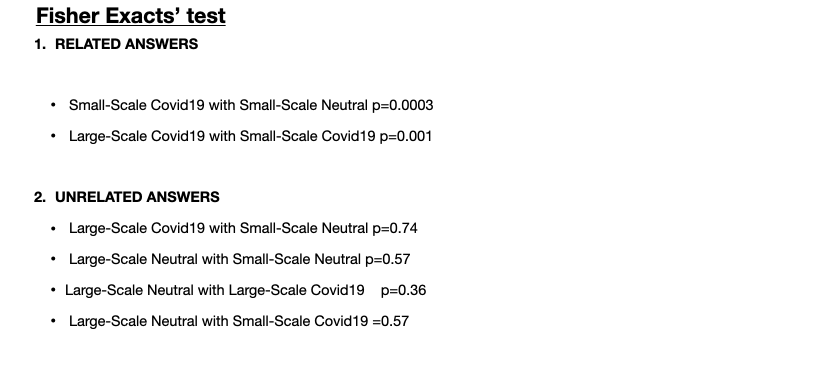 Fisher Exacts’ test
1. RELATED ANSWERS
• Small-Scale Covid19 with Small-Scale Neutral p=0.0003
• Large-Scale Covid19 with Small-Scale Covid19 p=0.001
2. UNRELATED ANSWERS
• Large-Scale Covid19 with Small-Scale Neutral p=0.74
• Large-Scale Neutral with Small-Scale Neutral p=0.57
• Large-Scale Neutral with Large-Scale Covid19 p=0.36
• Large-Scale Neutral with Small-Scale Covid19 =0.57